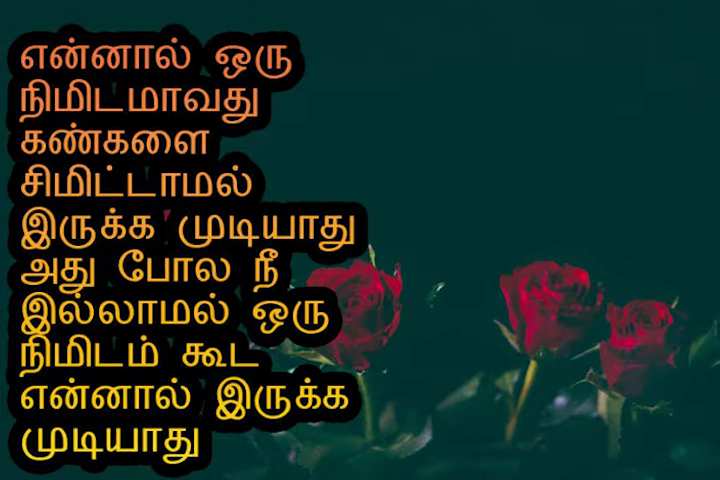 என்னால் ஒரு
நிமிடமாவது
கண்களை
சிமிட்டாமல்
இருக்க முடியாது
அது போல நீ
இல்லாமல் ஒரு
நிமிடம் கூட
என்னால் இருக்க
முடியாது